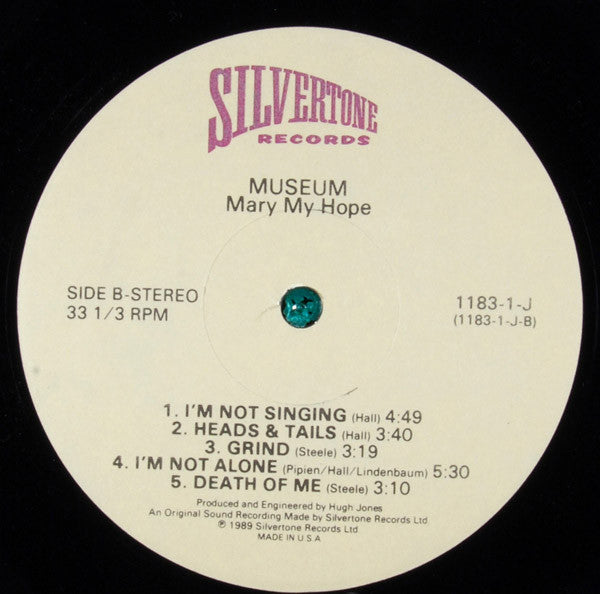 SILVERTONE
RECORDS
MUSEUM
Mary My Hope
SIDE B-STEREO
33 1/3 RPM
1183-1-J
(1183-1-J-B)
1. I'M NOT SINGING (Hall) 4:49
2. HEADS & TAILS (Hall) 3:40
3. GRIND (Steele) 3:19
4. I'M NOT ALONE (Pipien/Hall/Lindenbaum) 5:30
5. DEATH OF ME (Steele) 3:10
Produced and Engineered by Hugh Jones
An Original Sound Recording Made by Silvertone Records Ltd
℗ 1989 Silvertone Records Ltd
MADE IN U.S.A